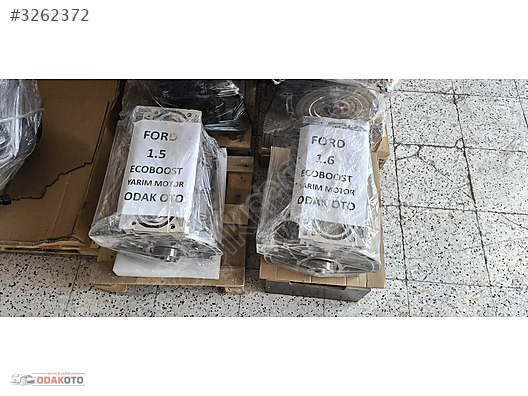 #3262372
FORD
1.5
ECOBOOST
YARIM MOTOR
ODAK OTO
FORD
1.6
ECOBOOST
YARIM MOTOR
ODAK OTO
ODAKOTO